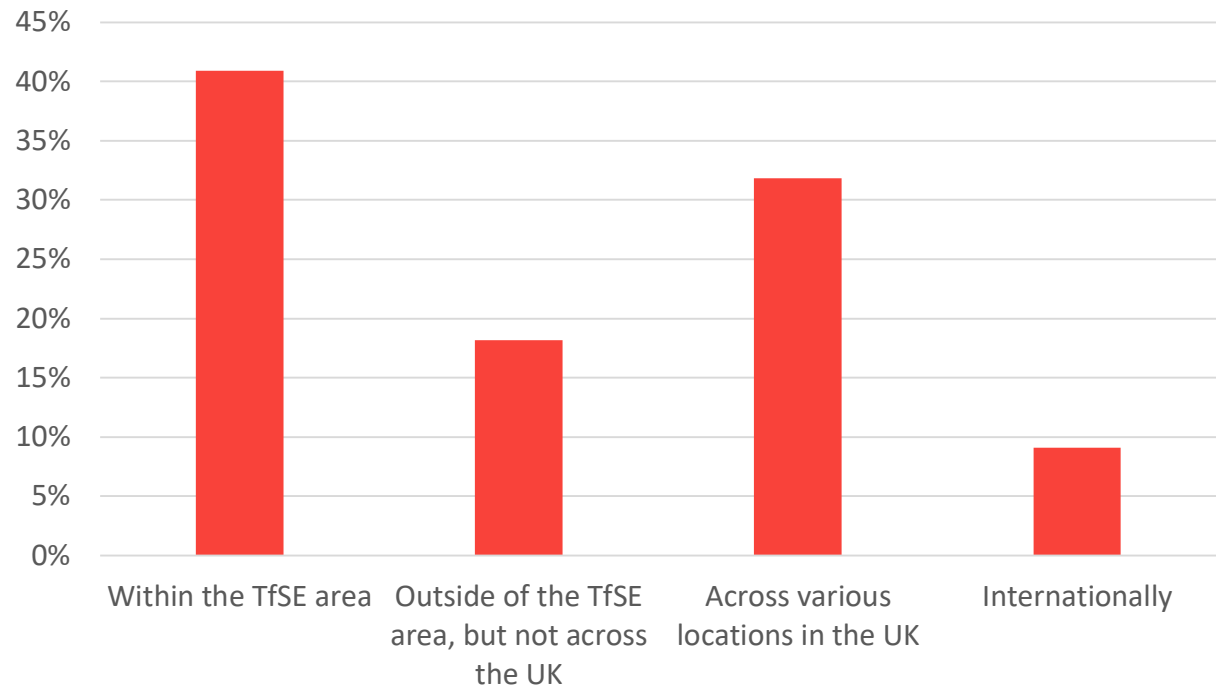 45%
40%
35%
30%
25%
20%
15%
10%
5%
0%
Within the TfSE area
Outside of the TfSE
area, but not across
the UK
Across various
locations in the UK
Internationally